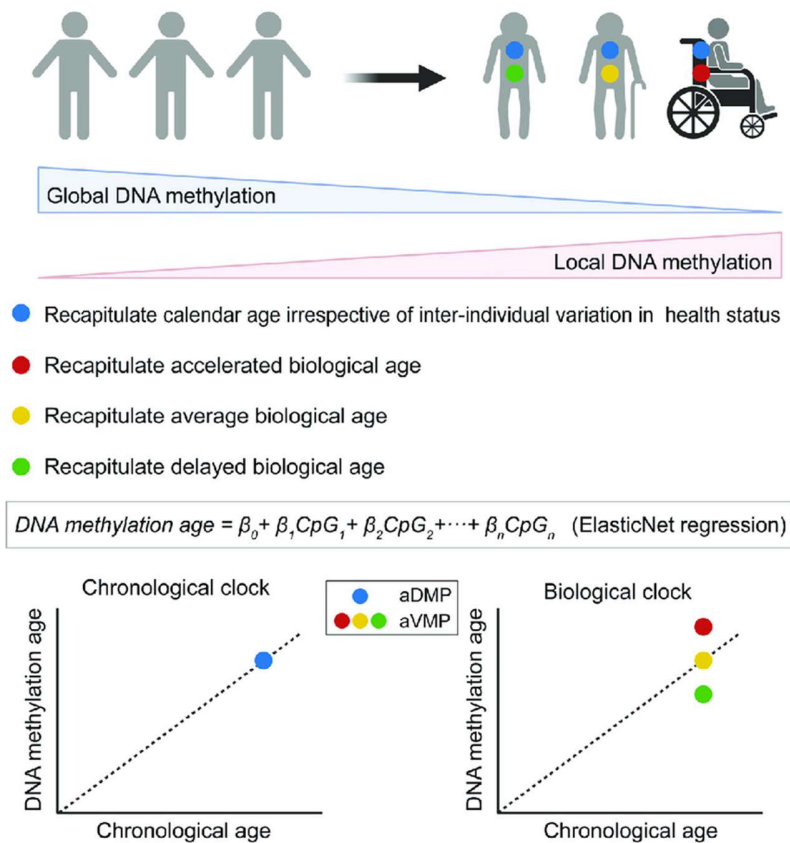 Global DNA methylation
Local DNA methylation
Recapitulate calendar age irrespective of inter-individual variation in health status
Recapitulate accelerated biological age
Recapitulate average biological age
Recapitulate delayed biological age
DNA methylation age = β₀+ β₁CpG₁+ β₂CpG₂+···+ βₙCpGₙ (ElasticNet regression)
Chronological clock
aDMP
aVMP
Biological clock
DNA methylation age
Chronological age
DNA methylation age
Chronological age